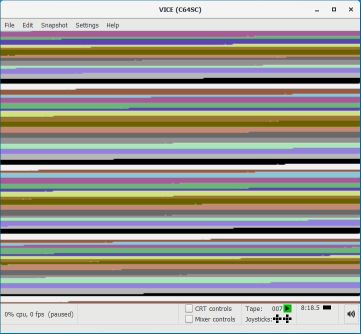 VICE (C64SC)
File Edit Snapshot Settings Help
0% cpu, 0 fps (paused)
CRT controls
Mixer controls
Tape: 007
Joysticks:
8:18.5